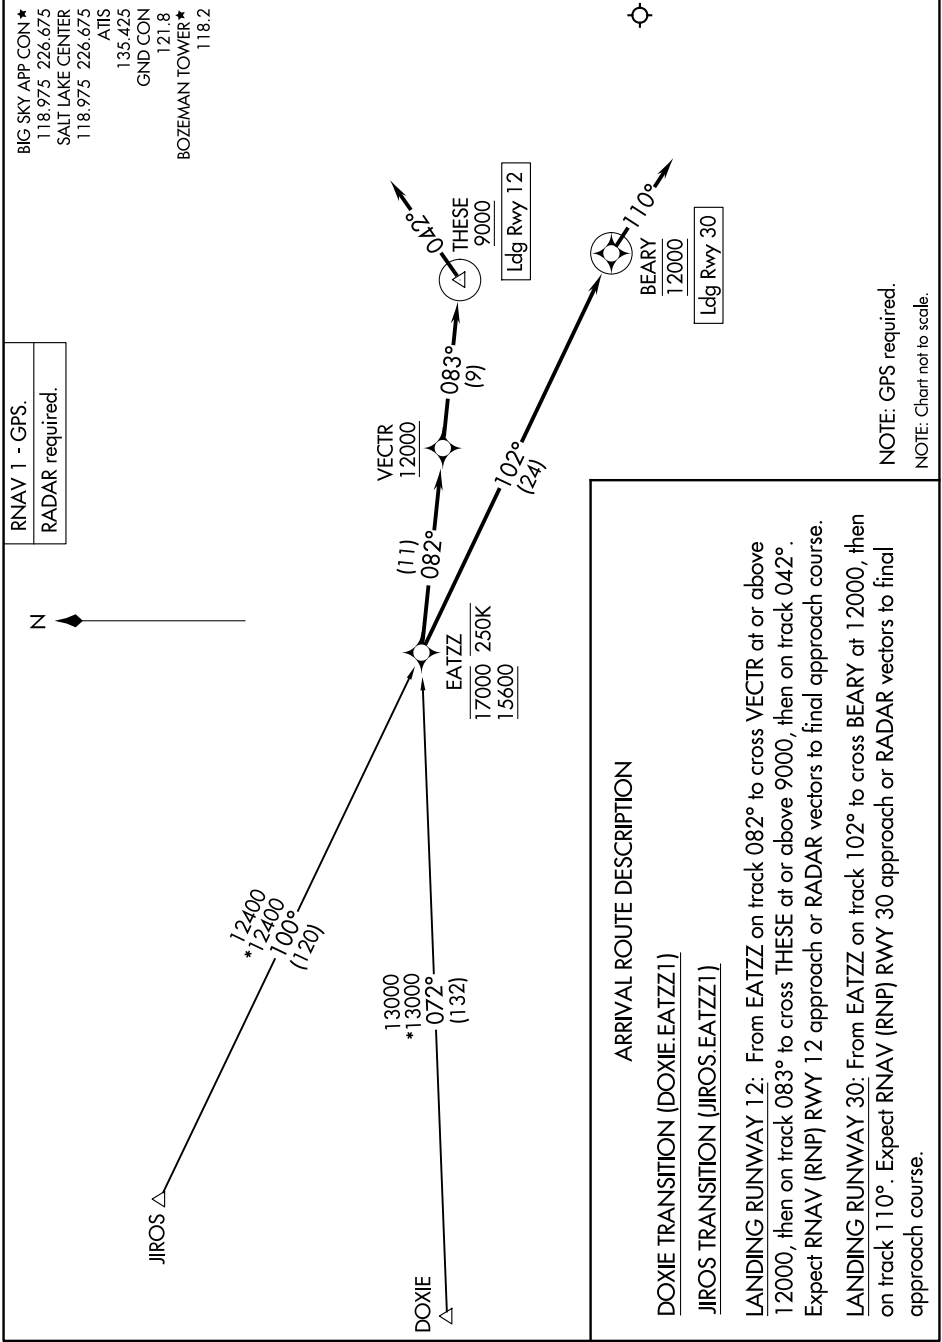 BIG SKY APP CON★
118.975 226.675
SALT LAKE CENTER
118.975 226.675
ATIS
135.425
GND CON
121.8
BOZEMAN TOWER★
118.2
RNAV 1 - GPS.
RADAR required.
N
JIROS
12400
*12400
100°
(120)
DOXIE
13000
*13000
072°
(132)
EATZZ
17000 250K
15600
(11)
082°
VECTR
12000
083°
(9)
THESE
9000
042°
Ldg Rwy 12
102°
(24)
BEARY
12000
110°
Ldg Rwy 30
NOTE: GPS required.
NOTE: Chart not to scale.
ARRIVAL ROUTE DESCRIPTION
DOXIE TRANSITION (DOXIE.EATZZ1)
JIROS TRANSITION (JIROS.EATZZ1)
LANDING RUNWAY 12: From EATZZ on track 082° to cross VECTR at or above
12000, then on track 083° to cross THESE at or above 9000, then on track 042°.
Expect RNAV (RNP) RWY 12 approach or RADAR vectors to final approach course.
LANDING RUNWAY 30: From EATZZ on track 102° to cross BEARY at 12000, then
on track 110°. Expect RNAV (RNP) RWY 30 approach or RADAR vectors to final
approach course.